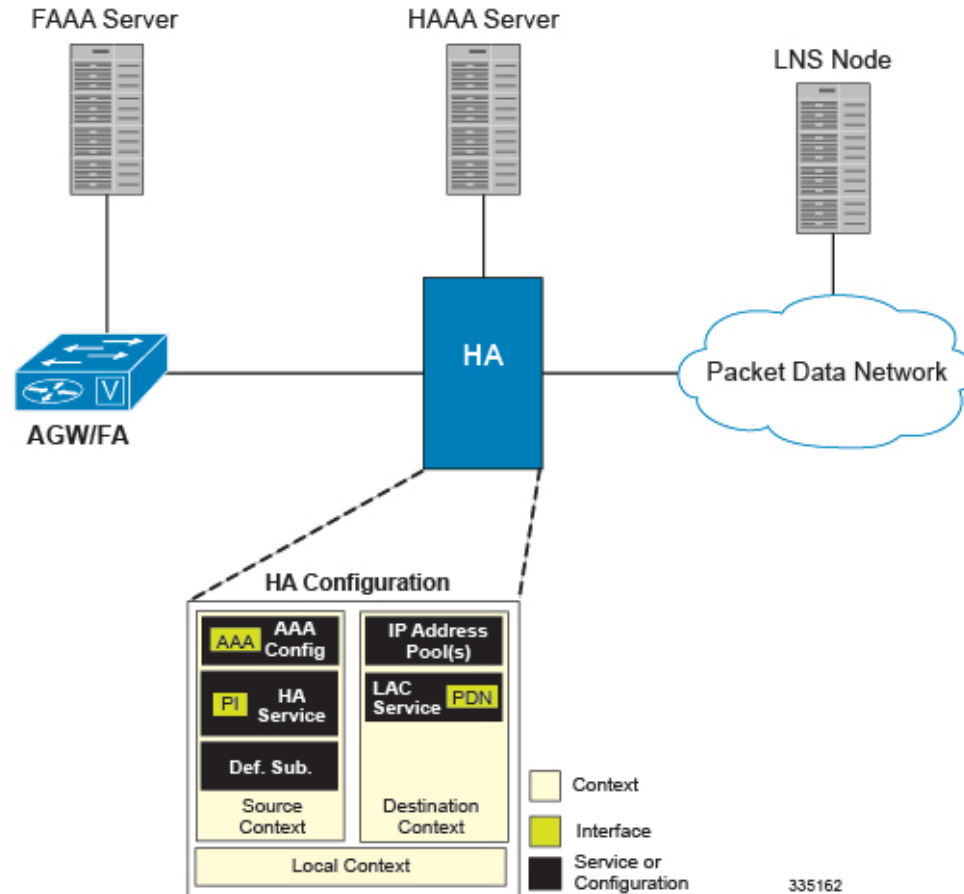 FAAA Server
HAAA Server
LNS Node
HA
Packet Data Network
V
AGW/FA
HA Configuration
AAA
AAA
Config
IP Address
Pool(s)
PI
HA
Service
LAC
Service
PDN
Def. Sub.
Source
Context
Destination
Context
Local Context
Context
Interface
Service or
Configuration
335162